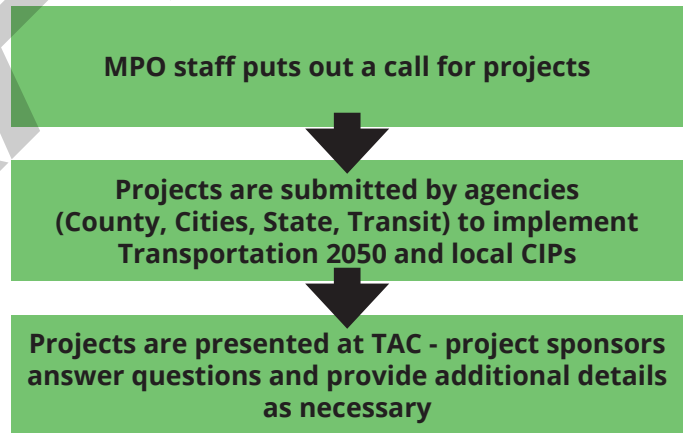 MPO staff puts out a call for projects
Projects are submitted by agencies
(County, Cities, State, Transit) to implement
Transportation 2050 and local CIPs
Projects are presented at TAC - project sponsors
answer questions and provide additional details
as necessary